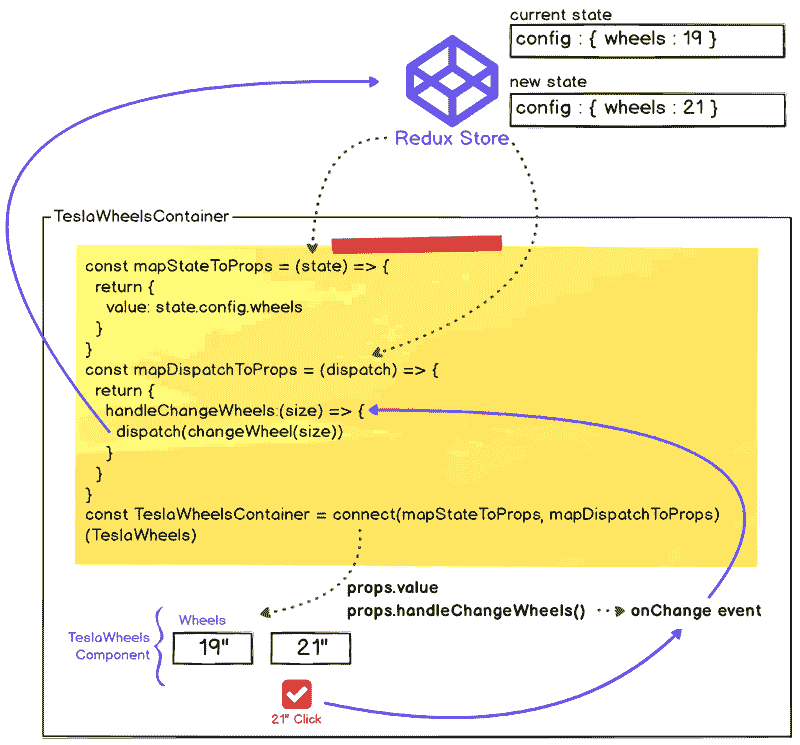 current state
config : { wheels : 19 }
new state
config : { wheels : 21 }
Redux Store
TeslaWheelsContainer
const mapStateToProps = (state) => {
return {
value: state.config.wheels
}
}
const mapDispatchToProps = (dispatch) => {
return {
handleChangeWheels:(size) => {
dispatch(changeWheel(size))
}
}
}
const TeslaWheelsContainer = connect(mapStateToProps, mapDispatchToProps)
(TeslaWheels)
props.value
props.handleChangeWheels()
onChange event
Wheels
TeslaWheels
Component
19"
21"
21" Click